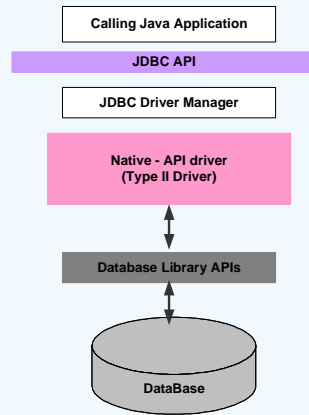 Calling Java Application
JDBC API
JDBC Driver Manager
Native - API driver
(Type II Driver)
Database Library APIs
DataBase